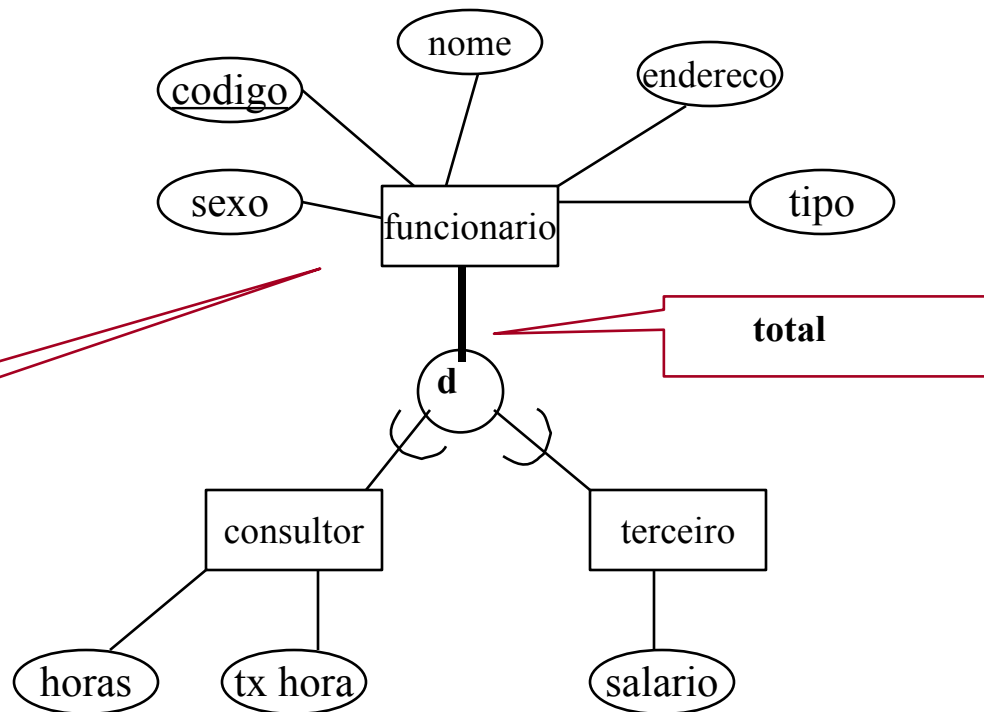 nome
endereco
codigo
sexo
tipo
funcionario
total
d
consultor
terceiro
horas
tx hora
salario